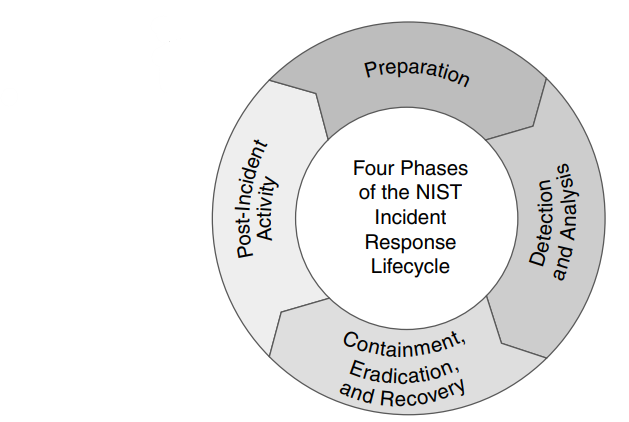 Preparation
Four Phases
of the NIST
Incident
Response
Lifecycle
Detection
and Analysis
Containment,
Eradication,
and Recovery
Post-Incident
Activity